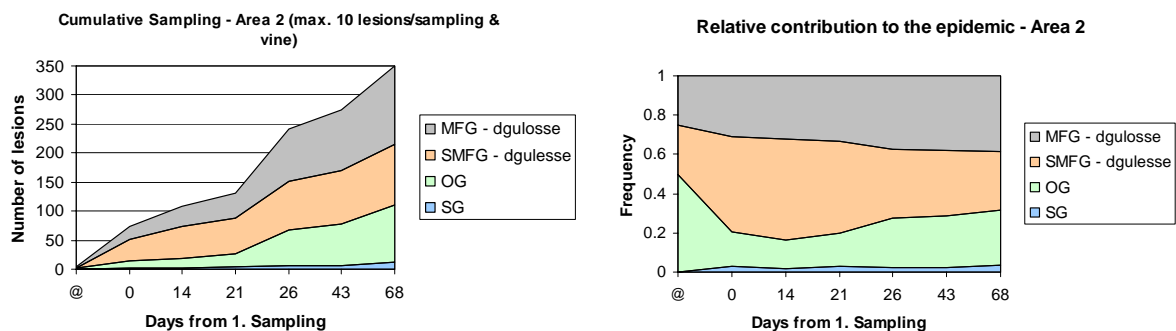 Cumulative Sampling - Area 2 (max. 10 lesions/sampling &
vine)
Number of lesions
350
300
250
200
150
100
50
0
@ 0 14 21 26 43 68
Days from 1. Sampling
MFG - dgulosse
SMFG - dgulesse
OG
SG
Relative contribution to the epidemic - Area 2
Frequency
1
0.8
0.6
0.4
0.2
0
@ 0 14 21 26 43 68
Days from 1. Sampling
MFG - dgulosse
SMFG - dgulesse
OG
SG